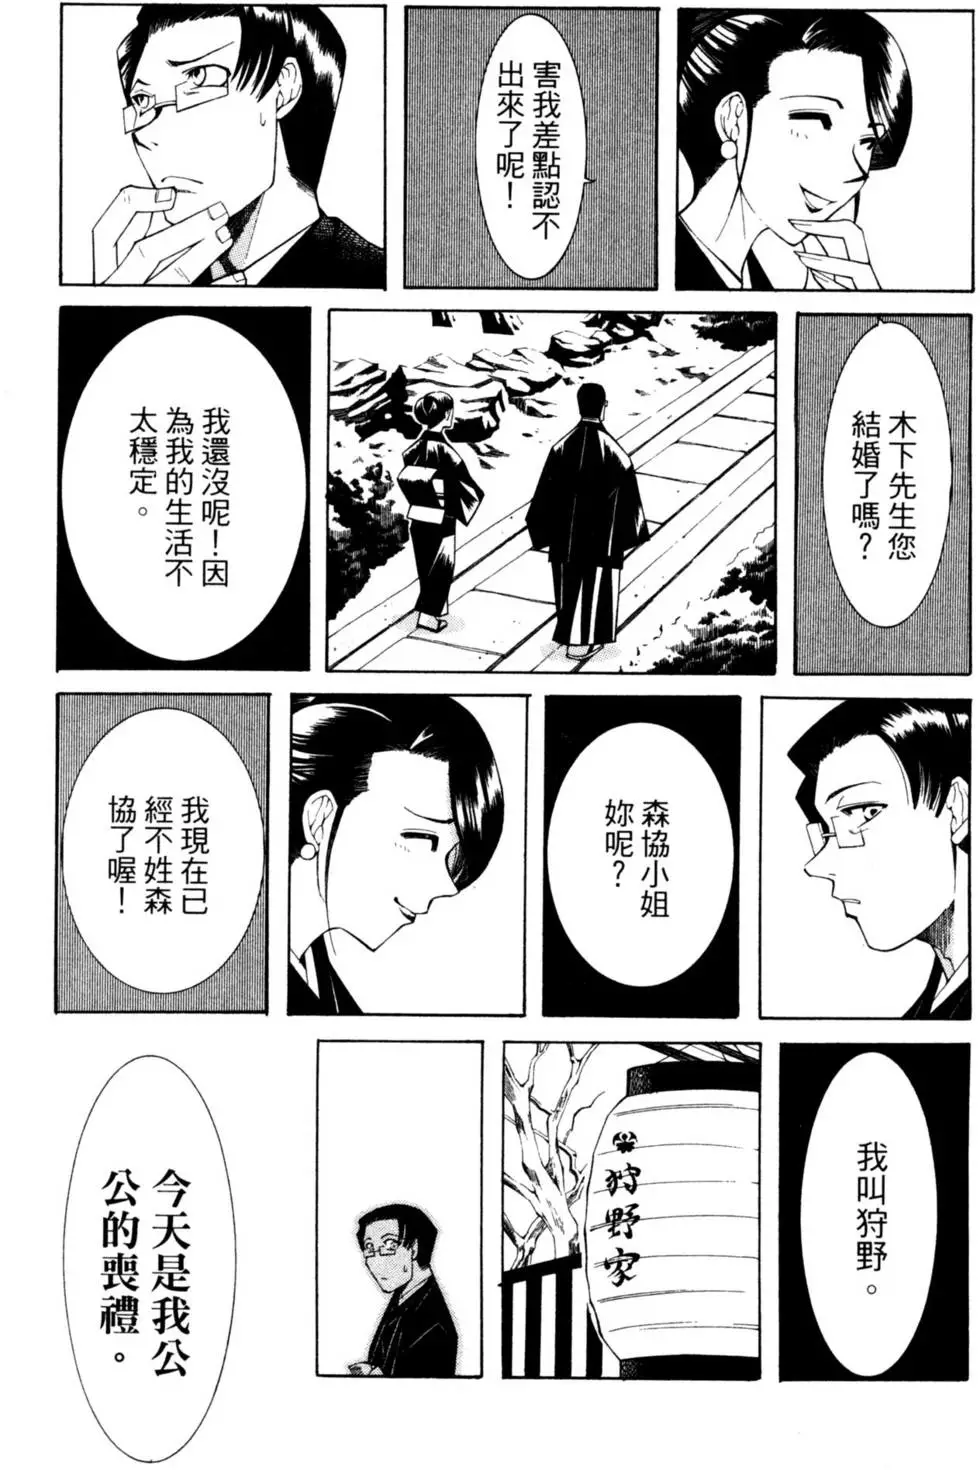 害我差點認不
出來了呢！
木下先生您
結婚了嗎？
我還沒呢！因
為我的生活不
太穩定。
森協小姐
妳呢？
我現在已
經不姓森
協了喔！
我叫狩野。
狩野家
今天是我公
公的喪禮。